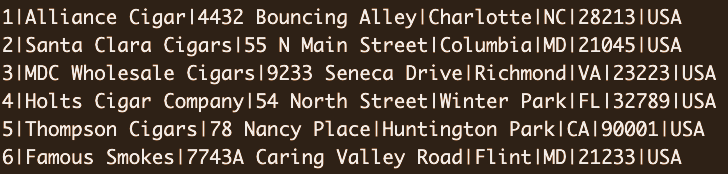 1|Alliance Cigar|4432 Bouncing Alley|Charlotte|NC|28213|USA
2|Santa Clara Cigars|55 N Main Street|Columbia|MD|21045|USA
3|MDC Wholesale Cigars|9233 Seneca Drive|Richmond|VA|23223|USA
4|Holts Cigar Company|54 North Street|Winter Park|FL|32789|USA
5|Thompson Cigars|78 Nancy Place|Huntington Park|CA|90001|USA
6|Famous Smokes|7743A Caring Valley Road|Flint|MD|21233|USA